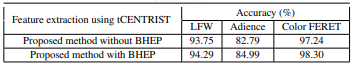 Feature extraction using tCENTRIST Accuracy (%)
LFW Adience Color FERET
Proposed method without BHEP 93.75 82.79 97.24
Proposed method with BHEP 94.29 84.99 98.30